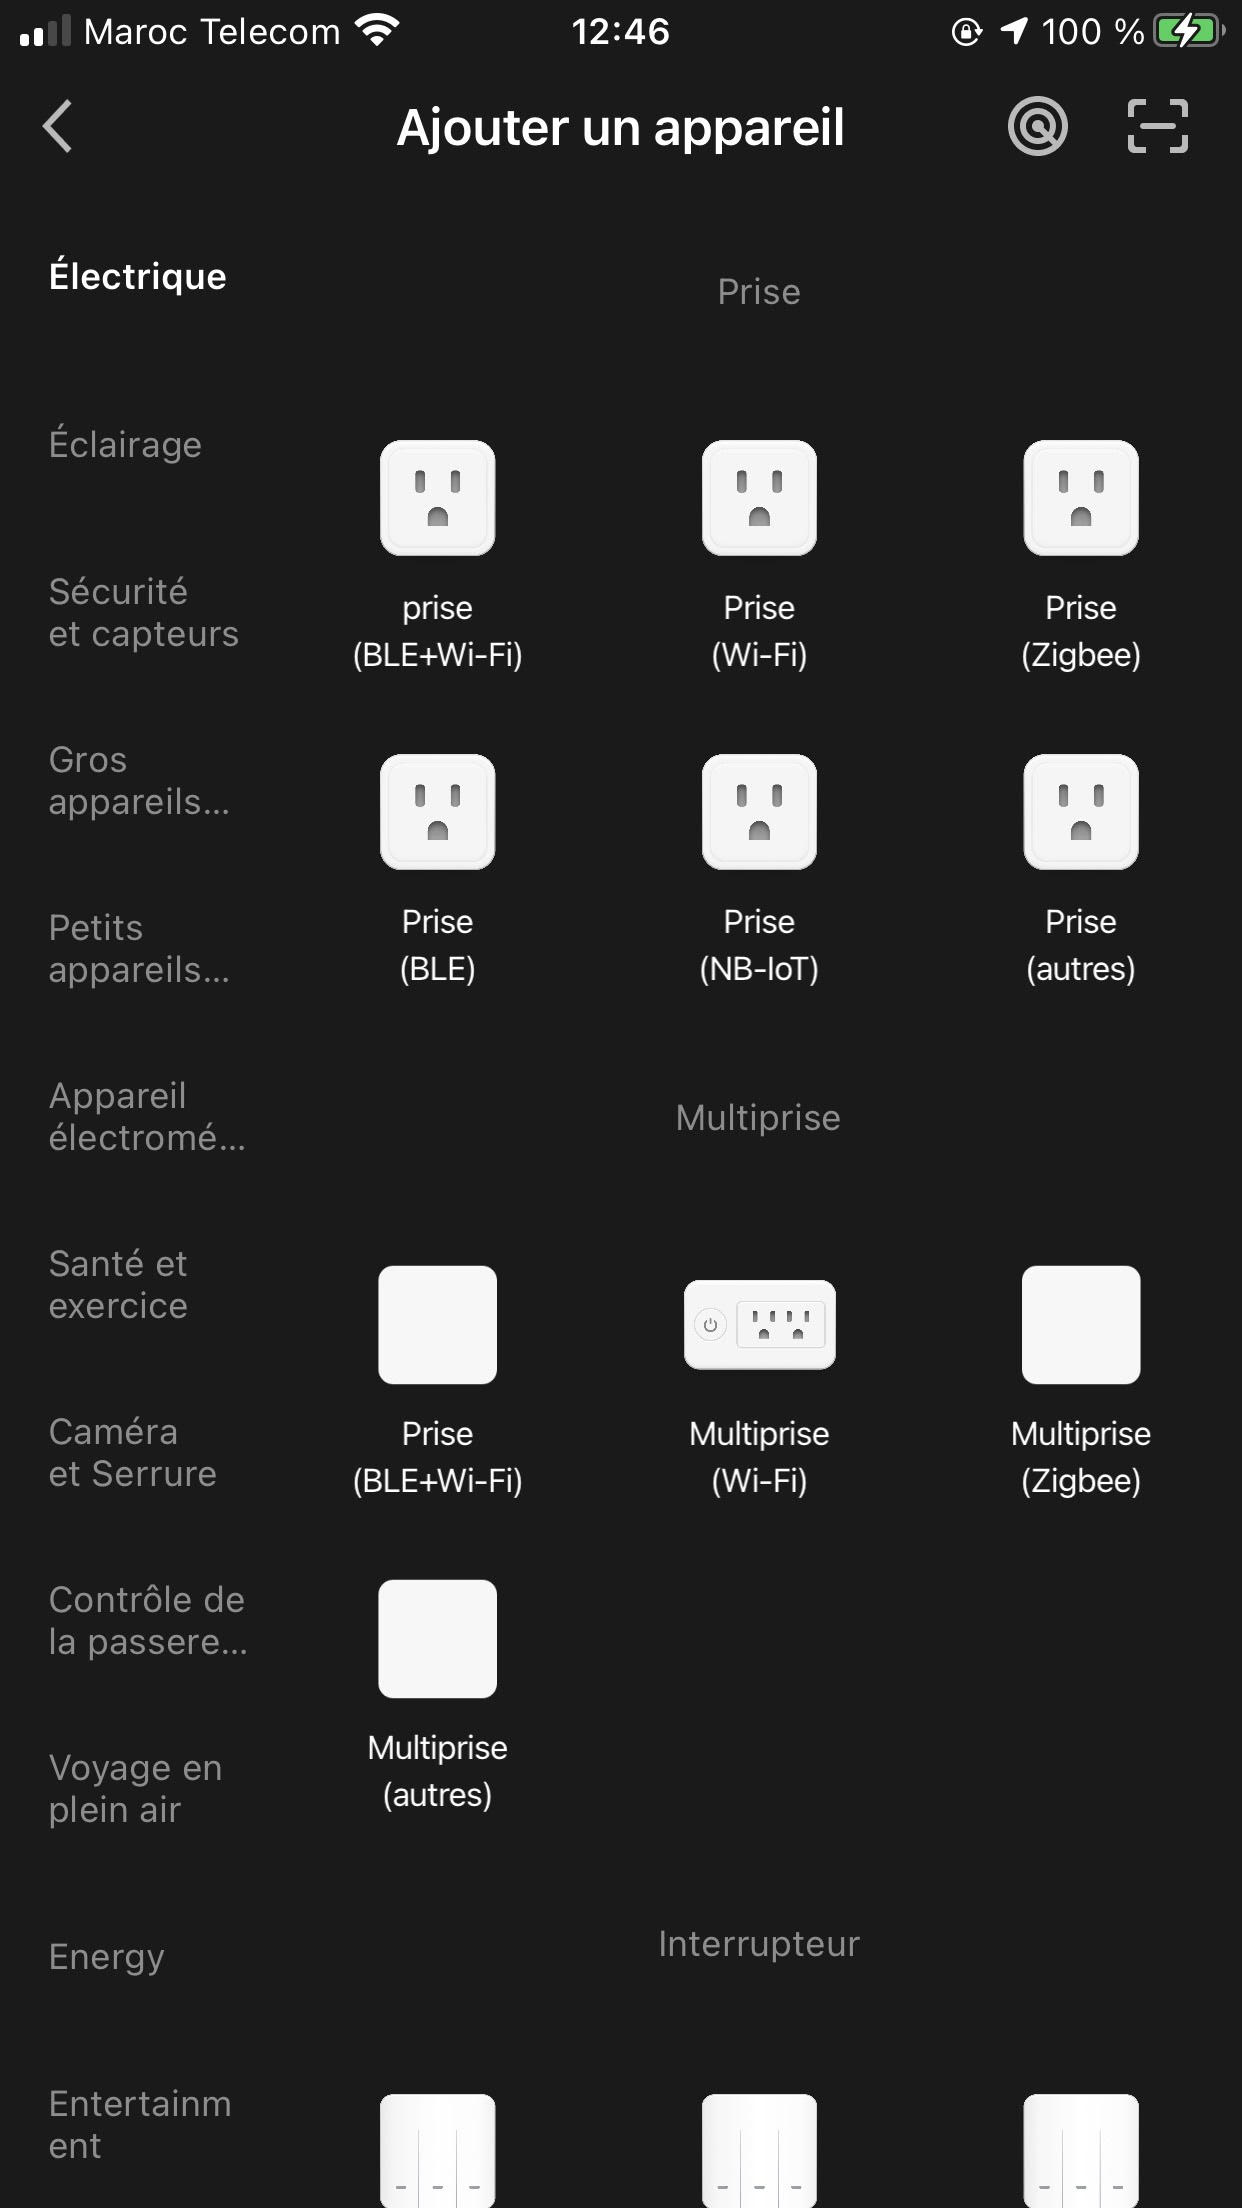 Maroc Telecom
12:46
100 %
Ajouter un appareil
Électrique
Éclairage
Sécurité
et capteurs
Gros
appareils...
Petits
appareils...
Appareil
électromé...
Santé et
exercice
Caméra
et Serrure
Contrôle de
la passere...
Voyage en
plein air
Energy
Entertainm
ent
Prise
prise
(BLE+Wi-Fi)
Prise
(Wi-Fi)
Prise
(Zigbee)
Prise
(BLE)
Prise
(NB-IoT)
Prise
(autres)
Multiprise
Prise
(BLE+Wi-Fi)
Multiprise
(Wi-Fi)
Multiprise
(Zigbee)
Multiprise
(autres)
Interrupteur